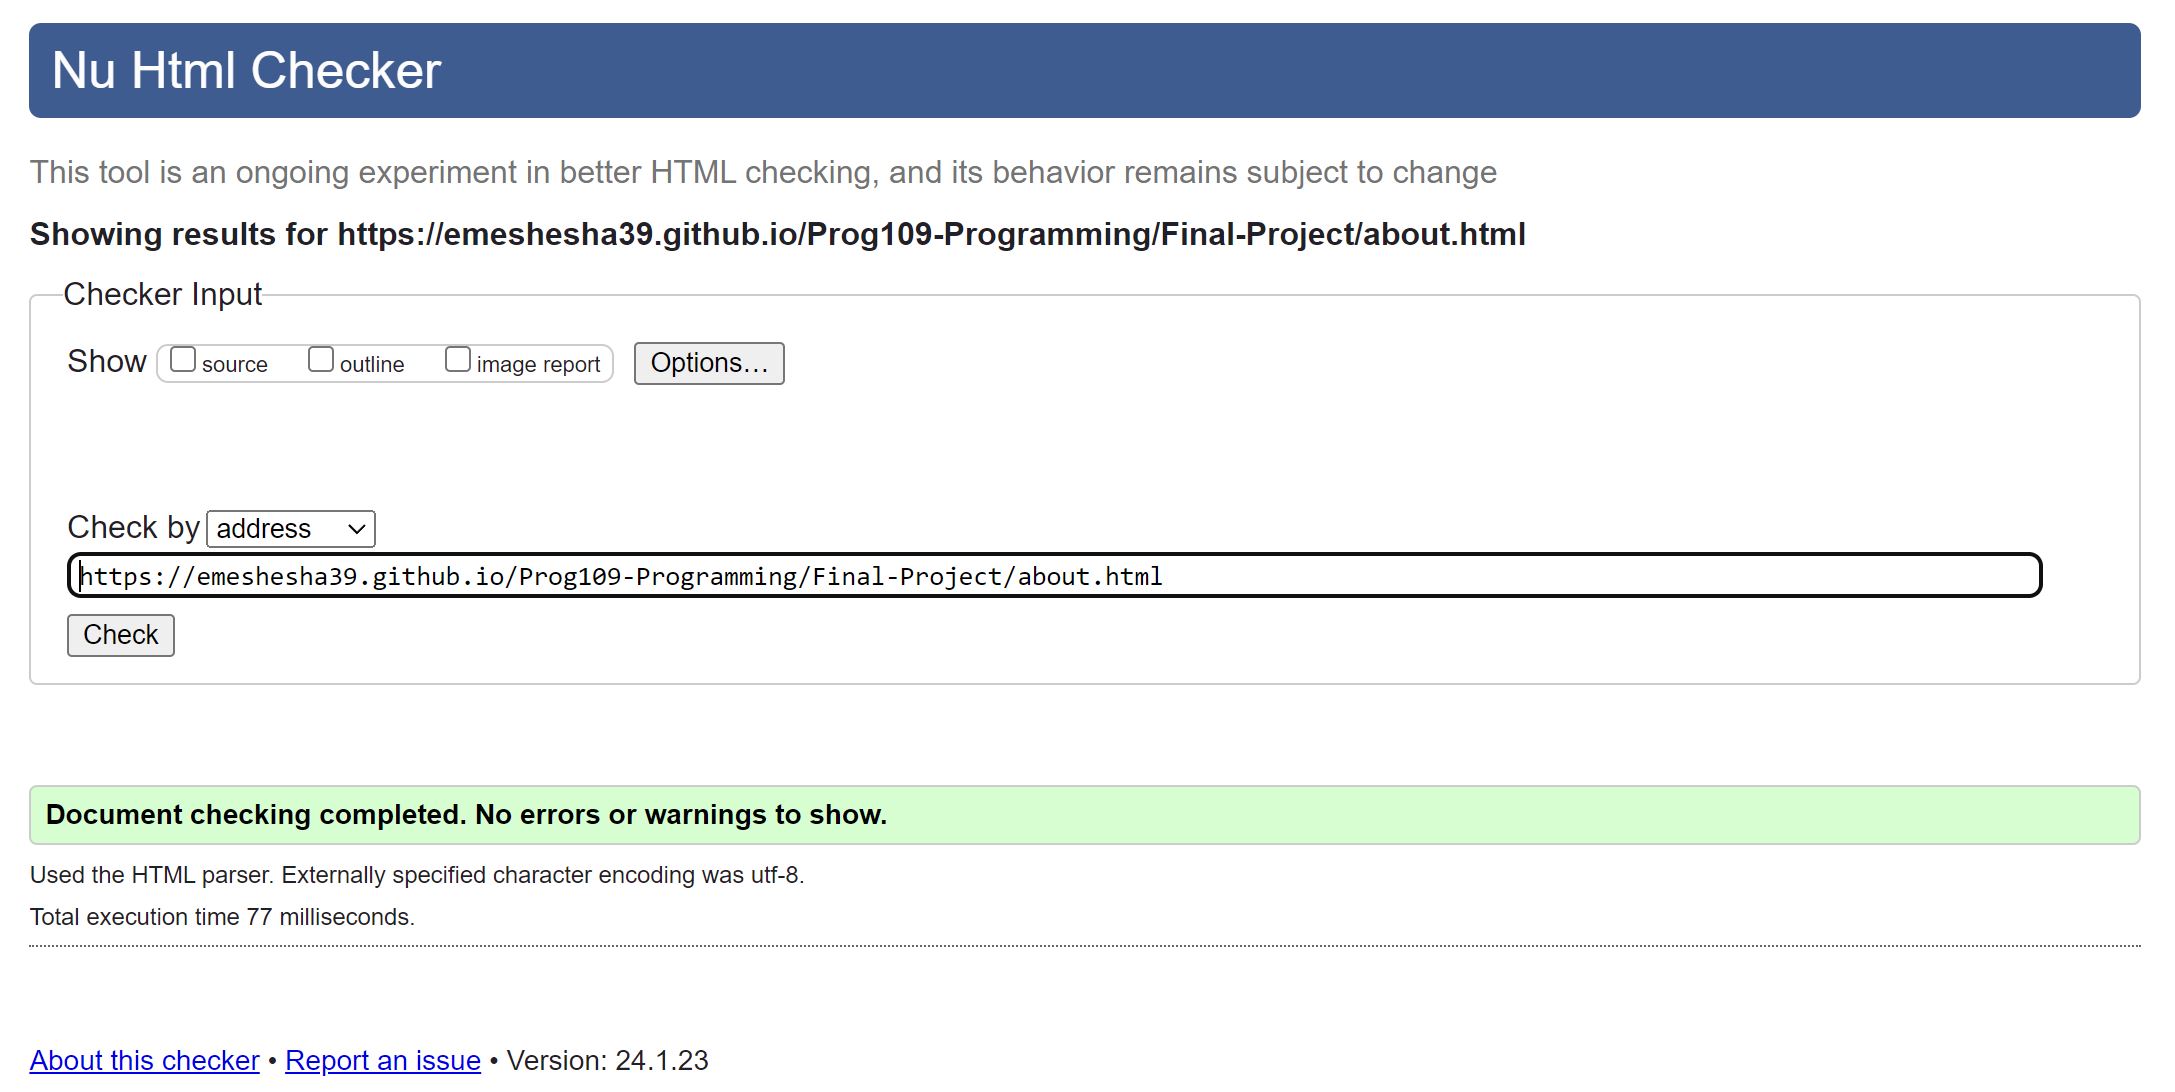 Nu Html Checker
This tool is an ongoing experiment in better HTML checking, and its behavior remains subject to change
Showing results for https://emeshesha39.github.io/Prog109-Programming/Final-Project/about.html
Checker Input
Show source outline image report Options…
Check by address
https://emeshesha39.github.io/Prog109-Programming/Final-Project/about.html
Check
Document checking completed. No errors or warnings to show.
Used the HTML parser. Externally specified character encoding was utf-8.
Total execution time 77 milliseconds.
About this checker • Report an issue • Version: 24.1.23